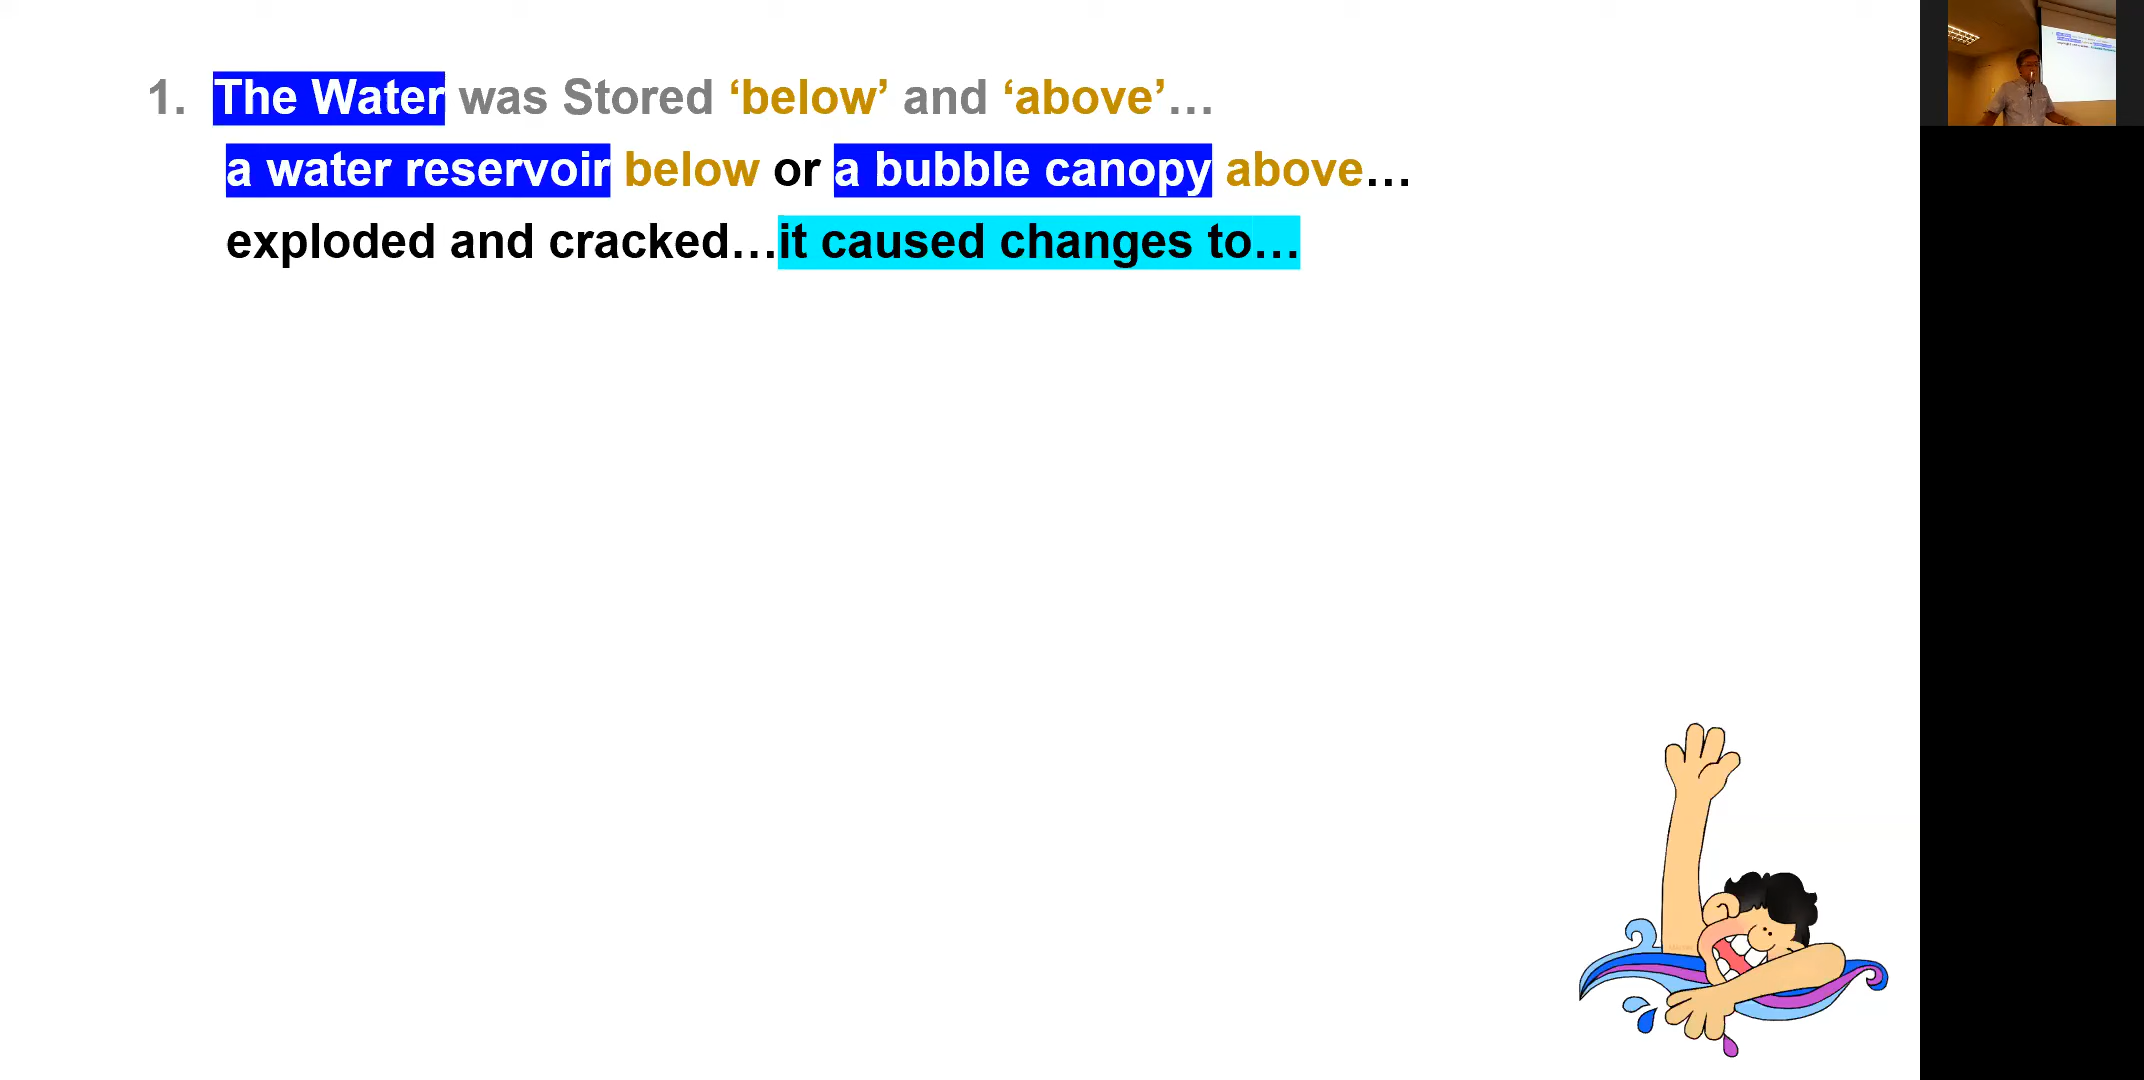 1. The Water was Stored ‘below’ and ‘above’…
a water reservoir below or a bubble canopy above…
exploded and cracked…it caused changes to…